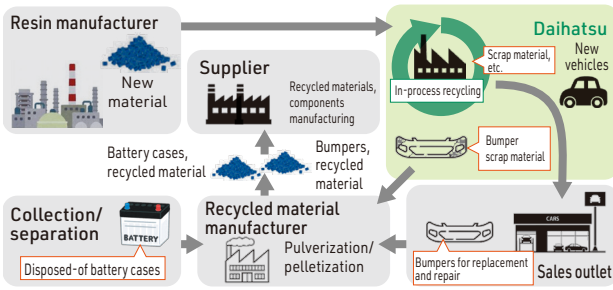 Resin manufacturer
New
material
Supplier
Recycled materials,
components
manufacturing
Daihatsu
Scrap material,
etc.
In-process recycling
New
vehicles
Bumper
scrap material
Battery cases,
recycled material
Bumpers,
recycled
material
Collection/
separation
BATTERY
Disposed-of battery cases
Recycled material
manufacturer
Pulverization/
pelletization
Bumpers for replacement
and repair
CARS
Sales outlet